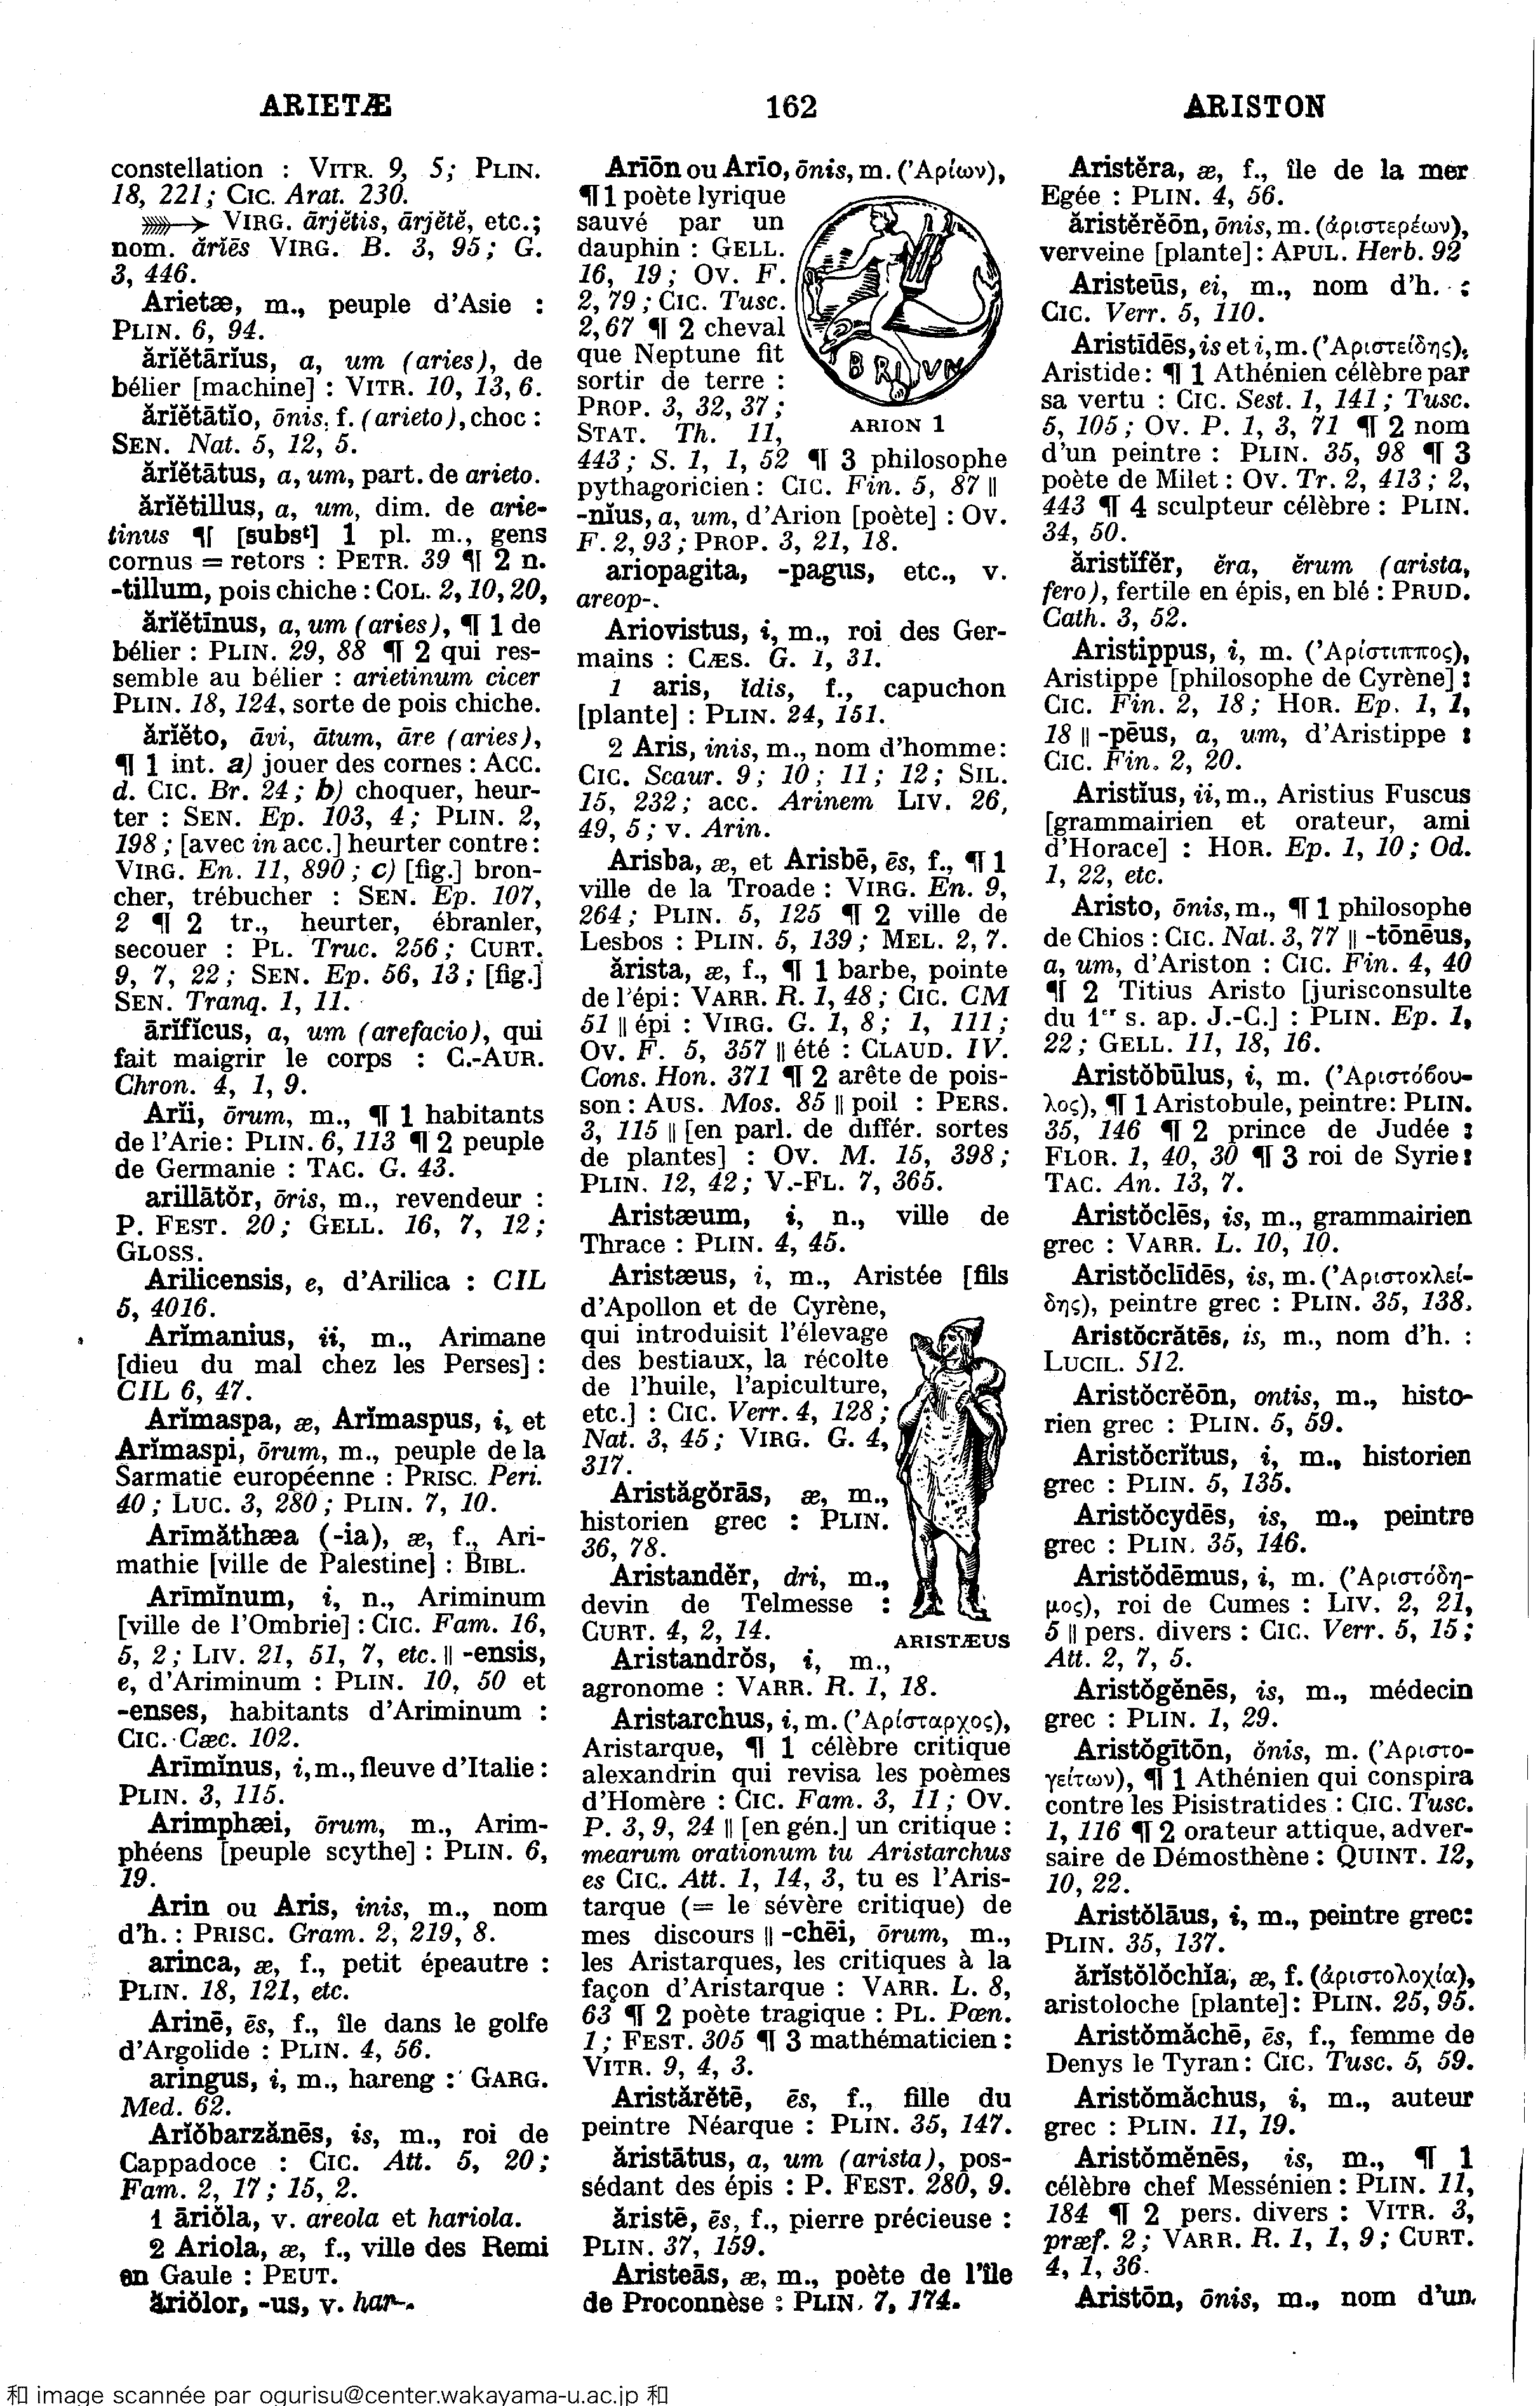 ARIETÆ
162
ARISTON
constellation : VITR. 9, 5; PLIN.
18, 221; CIC. Arat. 230.
VIRG. ārjĕtis, ārjĕtĕ, etc.;
nom. ărĭēs VIRG. B. 3, 95; G.
3, 446.
Arietæ, m., peuple d'Asie :
PLIN. 6, 94.
ărĭĕtārĭus, a, um (aries), de
bélier [machine] : VITR. 10, 13, 6.
ărĭĕtātĭo, ōnis, f. (arieto), choc :
SEN. Nat. 5, 12, 5.
ărĭĕtātus, a, um, part. de arieto.
ărĭĕtillus, a, um, dim. de arie-
tinus ¶ [subst] 1 pl. m., gens
cornus = retors : PETR. 39 ¶ 2 n.
-tillum, pois chiche : COL. 2, 10, 20,
ărĭĕtīnus, a, um (aries), ¶ 1 de
bélier : PLIN. 29, 88 ¶ 2 qui res-
semble au bélier : arietinum cicer
PLIN. 18, 124, sorte de pois chiche.
ărĭĕto, āvi, ātum, āre (aries),
¶ 1 int. a) jouer des cornes : ACC.
d. CIC. Br. 24; b) choquer, heur-
ter : SEN. Ep. 103, 4; PLIN. 2,
198; [avec in acc.] heurter contre :
VIRG. En. 11, 890; c) [fig.] bron-
cher, trébucher : SEN. Ep. 107,
2 ¶ 2 tr., heurter, ébranler,
secouer : PL. Truc. 256; CURT.
9, 7, 22; SEN. Ep. 56, 13; [fig.]
SEN. Tranq. 1, 11.
ārĭfĭcus, a, um (arefacio), qui
fait maigrir le corps : C.-AUR.
Chron. 4, 1, 9.
Arĭi, ōrum, m., ¶ 1 habitants
de l'Arie : PLIN. 6, 113 ¶ 2 peuple
de Germanie : TAC. G. 43.
arillātŏr, ōris, m., revendeur :
P. FEST. 20; GELL. 16, 7, 12;
GLOSS.
Arilicensis, e, d'Arilica : CIL
5, 4016.
Arĭmanius, ii, m., Arimane
[dieu du mal chez les Perses] :
CIL 6, 47.
Arĭmaspa, æ, Arĭmaspus, i, et
Arĭmaspi, ōrum, m., peuple de la
Sarmatie européenne : PRISC. Peri.
40; LUC. 3, 280; PLIN. 7, 10.
Arīmăthæa (-ia), æ, f., Ari-
mathie [ville de Palestine] : BIBL.
Arīmĭnum, i, n., Ariminum
[ville de l'Ombrie] : CIC. Fam. 16,
5, 2; LIV. 21, 51, 7, etc. || -ensis,
e, d'Ariminum : PLIN. 10, 50 et
-enses, habitants d'Ariminum :
CIC. Cæc. 102.
Arīmĭnus, i, m., fleuve d'Italie :
PLIN. 3, 115.
Arimphæi, ōrum, m., Arim-
phéens [peuple scythe] : PLIN. 6,
19.
Arin ou Aris, inis, m., nom
d'h. : PRISC. Gram. 2, 219, 8.
arinca, æ, f., petit épeautre :
PLIN. 18, 121, etc.
Arinē, ēs, f., île dans le golfe
d'Argolide : PLIN. 4, 56.
aringus, i, m., hareng : GARG.
Med. 62.
Arĭŏbarzănēs, is, m., roi de
Cappadoce : CIC. Att. 5, 20;
Fam. 2, 17; 15, 2.
1 ārĭŏla, v. areola et hariola.
2 Ariola, æ, f., ville des Remi
en Gaule : PEUT.
ărĭŏlor, -us, v. har-.
Arīōn ou Arīo, ōnis, m. (Ἀρίων),
¶ 1 poète lyrique
sauvé par un
dauphin : GELL.
16, 19; OV. F.
2, 79; CIC. Tusc.
2, 67 ¶ 2 cheval
que Neptune fit
sortir de terre :
PROP. 3, 32, 37;
STAT. Th. 11,
ARION 1
443; S. 1, 1, 52 ¶ 3 philosophe
pythagoricien : CIC. Fin. 5, 87 ||
-nĭus, a, um, d'Arion [poète] : OV.
F. 2, 93; PROP. 3, 21, 18.
ariopagita, -pagus, etc., v.
areop-.
Ariovistus, i, m., roi des Ger-
mains : CÆS. G. 1, 31.
1 aris, ĭdis, f., capuchon
[plante] : PLIN. 24, 151.
2 Aris, inis, m., nom d'homme :
CIC. Scaur. 9; 10; 11; 12; SIL.
15, 232; acc. Arinem LIV. 26,
49, 5; v. Arin.
Arisba, æ, et Arisbē, ēs, f., ¶ 1
ville de la Troade : VIRG. En. 9,
264; PLIN. 5, 125 ¶ 2 ville de
Lesbos : PLIN. 5, 139; MEL. 2, 7.
ărista, æ, f., ¶ 1 barbe, pointe
de l'épi : VARR. R. 1, 48; CIC. CM
51 || épi : VIRG. G. 1, 8; 1, 111;
OV. F. 5, 357 || été : CLAUD. IV.
Cons. Hon. 371 ¶ 2 arête de pois-
son : AUS. Mos. 85 || poil : PERS.
3, 115 || [en parl. de différ. sortes
de plantes] : OV. M. 15, 398;
PLIN. 12, 42; V.-FL. 7, 365.
Aristæum, i, n., ville de
Thrace : PLIN. 4, 45.
Aristæus, i, m., Aristée [fils
d'Apollon et de Cyrène,
qui introduisit l'élevage
des bestiaux, la récolte
de l'huile, l'apiculture,
etc.] : CIC. Verr. 4, 128;
Nat. 3, 45; VIRG. G. 4,
317.
Aristăgŏrās, æ, m.,
historien grec : PLIN.
36, 78.
Aristandĕr, dri, m.,
devin de Telmesse :
CURT. 4, 2, 14.
ARISTÆUS
Aristandrŏs, i, m.,
agronome : VARR. R. 1, 18.
Aristarchus, i, m. (Ἀρίσταρχος),
Aristarque, ¶ 1 célèbre critique
alexandrin qui revisa les poèmes
d'Homère : CIC. Fam. 3, 11; OV.
P. 3, 9, 24 || [en gén.] un critique :
mearum orationum tu Aristarchus
es CIC. Att. 1, 14, 3, tu es l'Aris-
tarque (= le sévère critique) de
mes discours || -chēi, ōrum, m.,
les Aristarques, les critiques à la
façon d'Aristarque : VARR. L. 8,
63 ¶ 2 poète tragique : PL. Pœn.
1; FEST. 305 ¶ 3 mathématicien :
VITR. 9, 4, 3.
Aristărĕtē, ēs, f., fille du
peintre Néarque : PLIN. 35, 147.
ăristātus, a, um (arista), pos-
sédant des épis : P. FEST. 280, 9.
ăristē, ēs, f., pierre précieuse :
PLIN. 37, 159.
Aristeās, æ, m., poète de l'île
de Proconnèse : PLIN. 7, 174.
Aristĕra, æ, f., île de la mer
Egée : PLIN. 4, 56.
ăristĕrĕōn, ōnis, m. (ἀριστερέων),
verveine [plante] : APUL. Herb. 92
Aristeūs, ei, m., nom d'h. :
CIC. Verr. 5, 110.
Aristīdēs, is et i, m. (Ἀριστείδης),
Aristide : ¶ 1 Athénien célèbre par
sa vertu : CIC. Sest. 1, 141; Tusc.
5, 105; OV. P. 1, 3, 71 ¶ 2 nom
d'un peintre : PLIN. 35, 98 ¶ 3
poète de Milet : OV. Tr. 2, 413; 2,
443 ¶ 4 sculpteur célèbre : PLIN.
34, 50.
ăristĭfĕr, ĕra, ĕrum (arista,
fero), fertile en épis, en blé : PRUD.
Cath. 3, 52.
Aristippus, i, m. (Ἀρίστιππος),
Aristippe [philosophe de Cyrène] :
CIC. Fin. 2, 18; HOR. Ep. 1, 1,
18 || -pēus, a, um, d'Aristippe :
CIC. Fin. 2, 20.
Aristĭus, ii, m., Aristius Fuscus
[grammairien et orateur, ami
d'Horace] : HOR. Ep. 1, 10; Od.
1, 22, etc.
Aristo, ōnis, m., ¶ 1 philosophe
de Chios : CIC. Nat. 3, 77 || -tōnēus,
a, um, d'Ariston : CIC. Fin. 4, 40
¶ 2 Titius Aristo [jurisconsulte
du 1er s. ap. J.-C.] : PLIN. Ep. 1,
22; GELL. 11, 18, 16.
Aristŏbūlus, i, m. (Ἀριστόϐου-
λος), ¶ 1 Aristobule, peintre : PLIN.
35, 146 ¶ 2 prince de Judée :
FLOR. 1, 40, 30 ¶ 3 roi de Syrie :
TAC. An. 13, 7.
Aristŏclēs, is, m., grammairien
grec : VARR. L. 10, 10.
Aristŏclīdēs, is, m. (Ἀριστοκλεί-
δης), peintre grec : PLIN. 35, 138.
Aristŏcrătēs, is, m., nom d'h. :
LUCIL. 512.
Aristŏcrĕōn, ontis, m., histo-
rien grec : PLIN. 5, 59.
Aristŏcrĭtus, i, m., historien
grec : PLIN. 5, 135.
Aristŏcydēs, is, m., peintre
grec : PLIN. 35, 146.
Aristŏdēmus, i, m. (Ἀριστόδη-
μος), roi de Cumes : LIV. 2, 21,
5 || pers. divers : CIC. Verr. 5, 15;
Att. 2, 7, 5.
Aristŏgĕnēs, is, m., médecin
grec : PLIN. 1, 29.
Aristŏgītōn, ŏnis, m. (Ἀριστο-
γείτων), ¶ 1 Athénien qui conspira
contre les Pisistratides : CIC. Tusc.
1, 116 ¶ 2 orateur attique, adver-
saire de Démosthène : QUINT. 12,
10, 22.
Aristŏlāus, i, m., peintre grec :
PLIN. 35, 137.
ărĭstŏlŏchĭa, æ, f. (ἀριστολοχία),
aristoloche [plante] : PLIN. 25, 95.
Aristŏmăchē, ēs, f., femme de
Denys le Tyran : CIC. Tusc. 5, 59.
Aristŏmăchus, i, m., auteur
grec : PLIN. 11, 19.
Aristŏmĕnēs, is, m., ¶ 1
célèbre chef Messénien : PLIN. 11,
184 ¶ 2 pers. divers : VITR. 3,
præf. 2; VARR. R. 1, 1, 9; CURT.
4, 1, 36.
Aristōn, ōnis, m., nom d'un
和 image scannée par ogurisu@center.wakayama-u.ac.jp 和